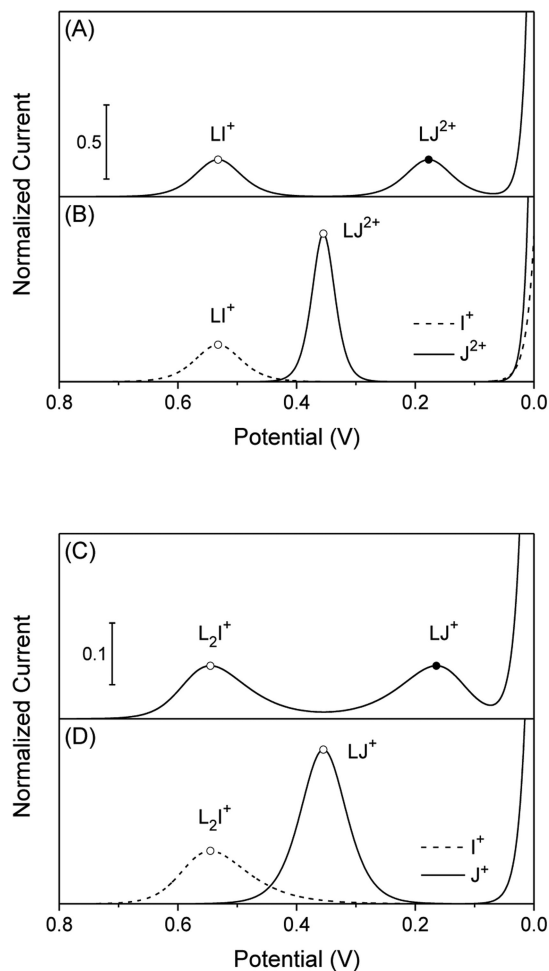 (A)
LI⁺
LJ²⁺
0.5
(B)
LJ²⁺
LI⁺
I⁺
J²⁺
Normalized Current
0.8 0.6 0.4 0.2 0.0
Potential (V)
(C)
L₂I⁺
LJ⁺
0.1
(D)
LJ⁺
L₂I⁺
I⁺
J⁺
Normalized Current
0.8 0.6 0.4 0.2 0.0
Potential (V)